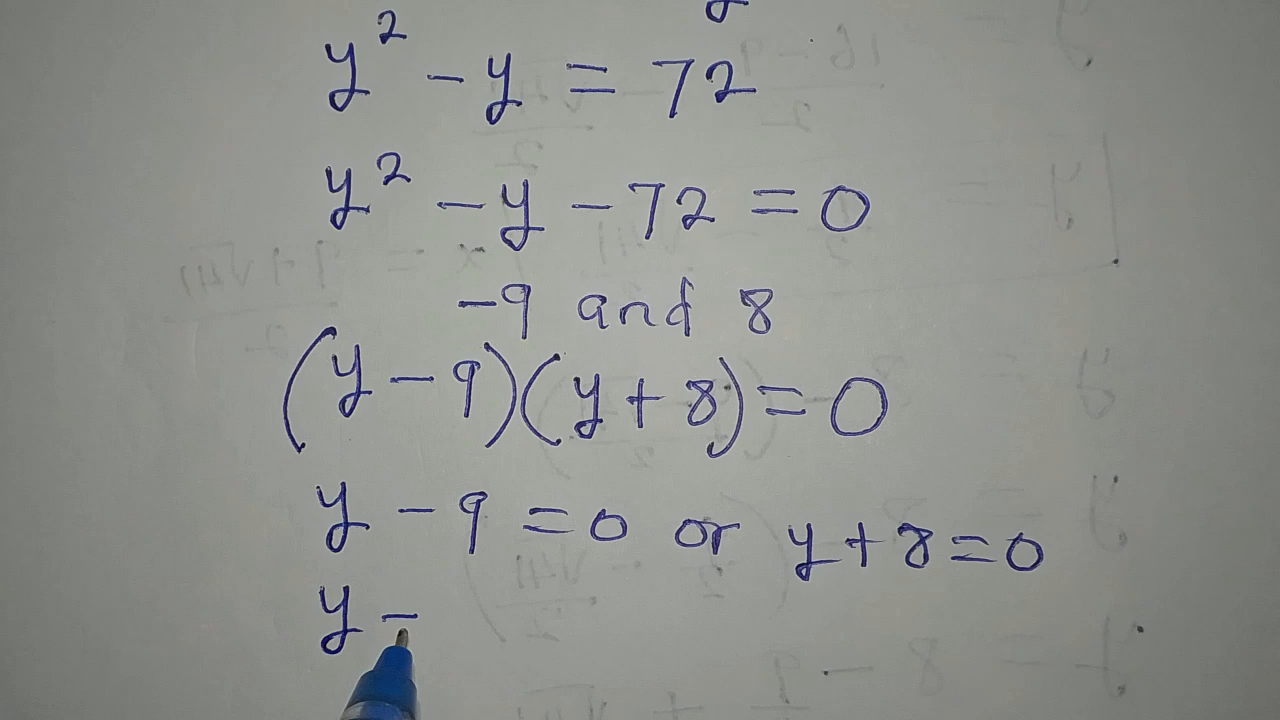 y² - y = 72
y² - y - 72 = 0
-9 and 8
(y - 9)(y + 8) = 0
y - 9 = 0 or y + 8 = 0
y -